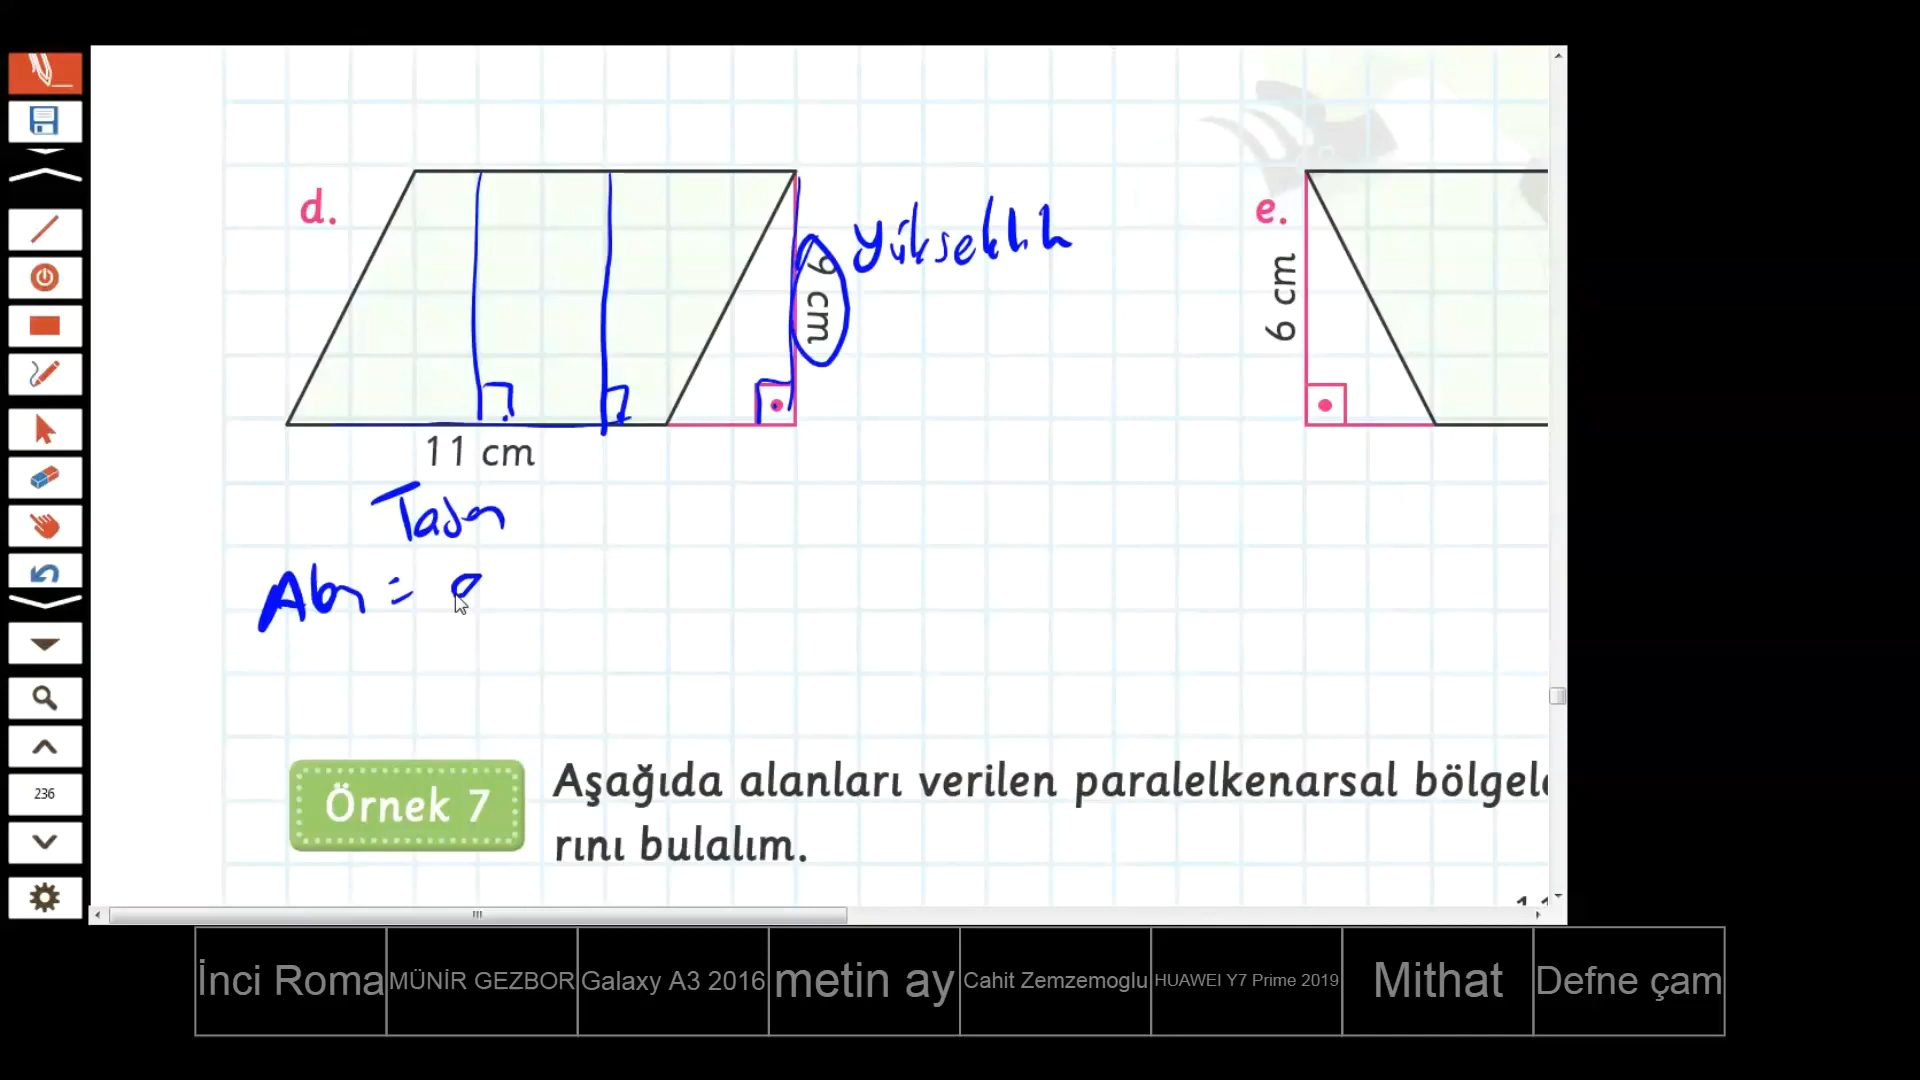 d.
9 cm
yükseklik
e.
6 cm
11 cm
Taban
Alan =
Örnek 7
Aşağıda alanları verilen paralelkenarsal
rını bulalım.
236
İnci Roma
MÜNİR GEZBOR
Galaxy A3 2016
metin ay
Cahit Zemzemoglu
HUAWEI Y7 Prime 2019
Mithat
Defne çam